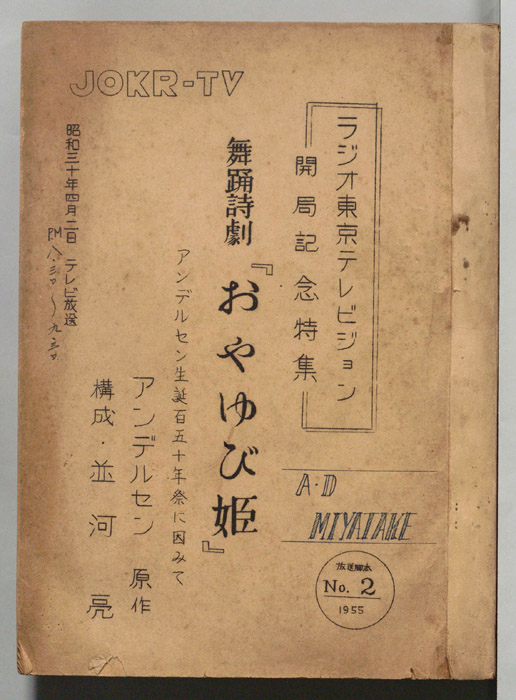 JOKR-TV
ラジオ東京テレビジョン
開局記念特集
舞踊詩劇『おやゆび姫』
アンデルセン生誕百五十年祭に因みて
アンデルセン 原作
構成・並河 亮
昭和三十年四月二日 テレビ放送
PM 八・三〇〜九・三〇
A・D
MIYATAKE
放送脚本
No. 2
1955